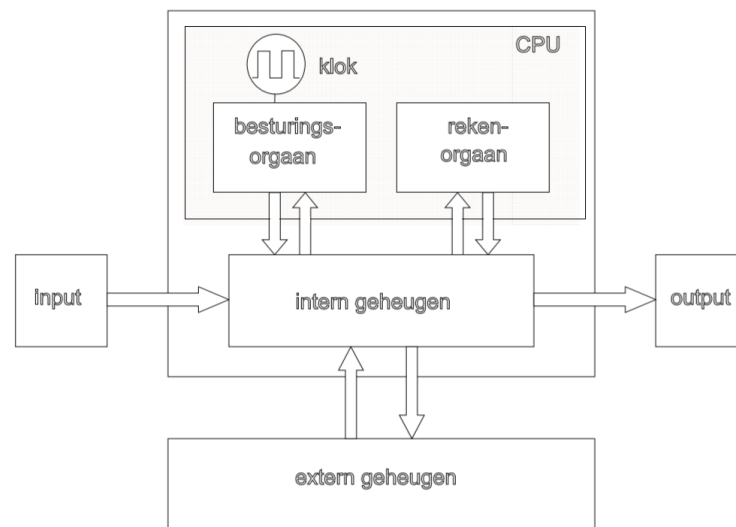 CPU
klok
besturings-
orgaan
reken-
orgaan
input
intern geheugen
output
extern geheugen